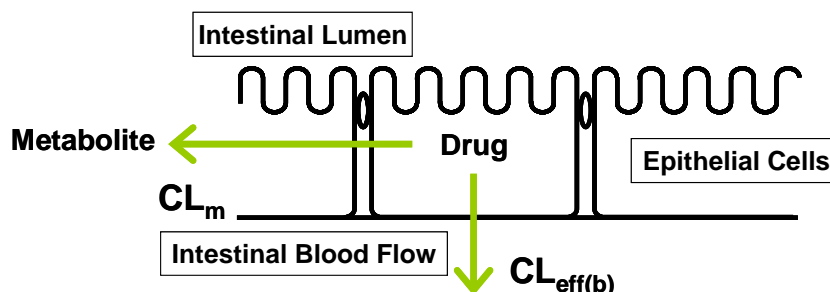 Intestinal Lumen
Metabolite
Drug
Epithelial Cells
CLm
Intestinal Blood Flow
CLeff(b)